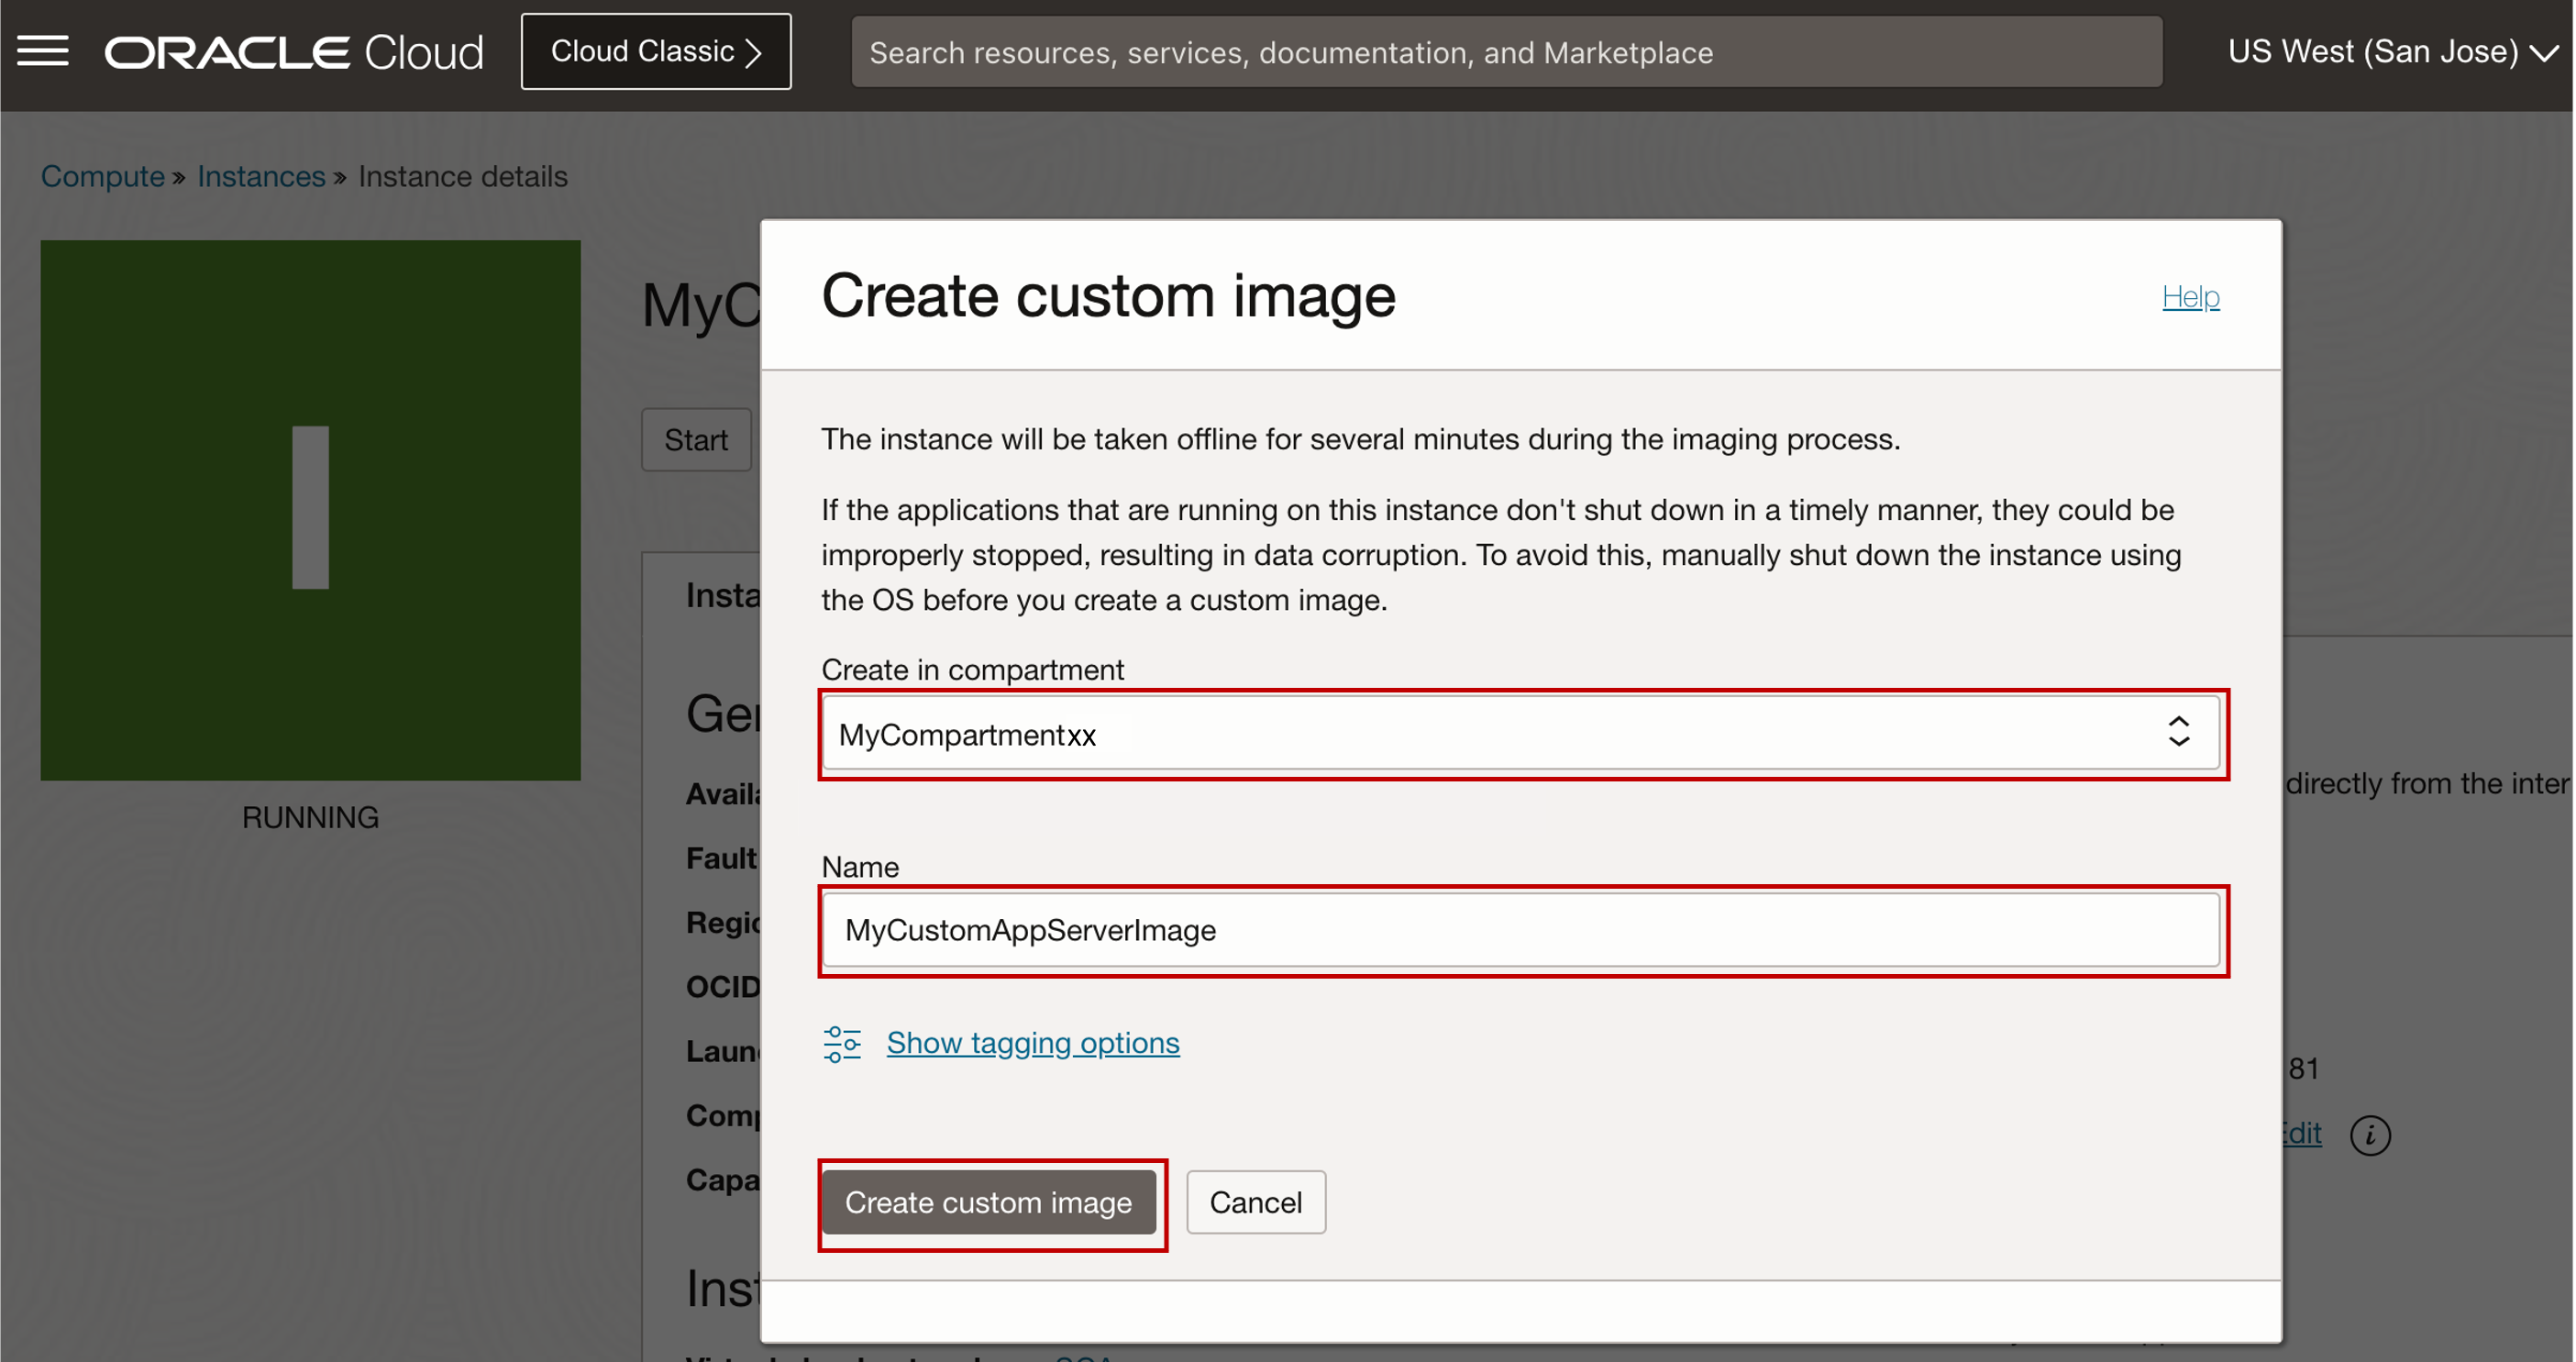 ORACLE Cloud
Cloud Classic
Search resources, services, documentation, and Marketplace
US West (San Jose)
Compute » Instances » Instance details
MyC
Create custom image
Help
Start
The instance will be taken offline for several minutes during the imaging process.
If the applications that are running on this instance don't shut down in a timely manner, they could be
improperly stopped, resulting in data corruption. To avoid this, manually shut down the instance using
the OS before you create a custom image.
Insta
Create in compartment
MyCompartmentxx
Gen
directly from the inter
Availa
RUNNING
Fault
Name
Regio
MyCustomAppServerImage
OCID
Show tagging options
Laun
81
Comp
Edit
Capa
Create custom image
Cancel
Inst